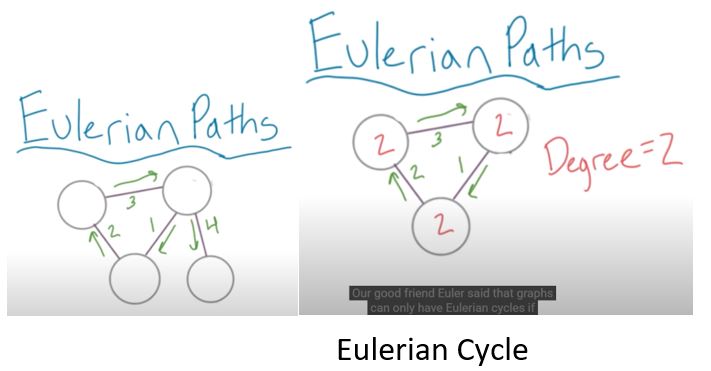 Eulerian Paths
3
2
1
4
Eulerian Paths
2
2
3
2
1
2
Degree=2
Our good friend Euler said that graphs
can only have Eulerian cycles if
Eulerian Cycle